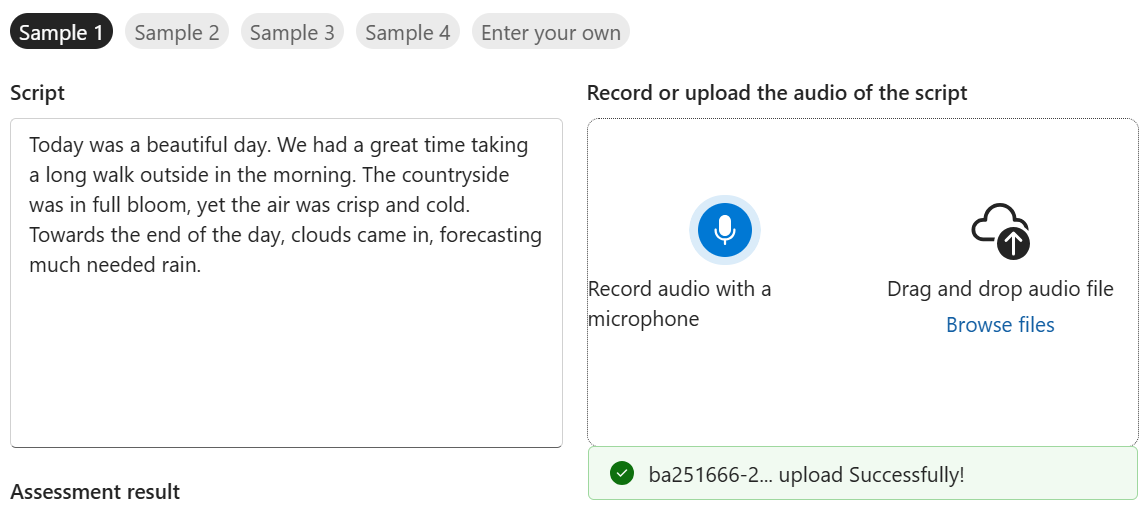 Sample 1
Sample 2
Sample 3
Sample 4
Enter your own
Script
Today was a beautiful day. We had a great time taking
a long walk outside in the morning. The countryside
was in full bloom, yet the air was crisp and cold.
Towards the end of the day, clouds came in, forecasting
much needed rain.
Record or upload the audio of the script
Record audio with a
microphone
Drag and drop audio file
Browse files
ba251666-2... upload Successfully!
Assessment result